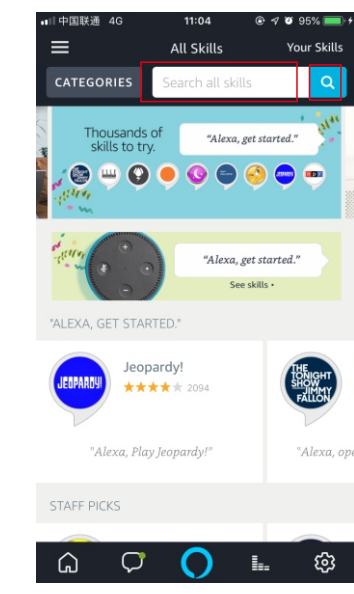 中国联通 4G 11:04 95%
All Skills Your Skills
CATEGORIES Search all skills
Thousands of
skills to try.
"Alexa, get started."
JEOPARDY!
"Alexa, get started."
See skills
"ALEXA, GET STARTED."
Jeopardy!
2094
JEOPARDY!
THE
TONIGHT
SHOW
JIMMY
FALLON
"Alexa, Play Jeopardy!"
"Alexa, ope
STAFF PICKS